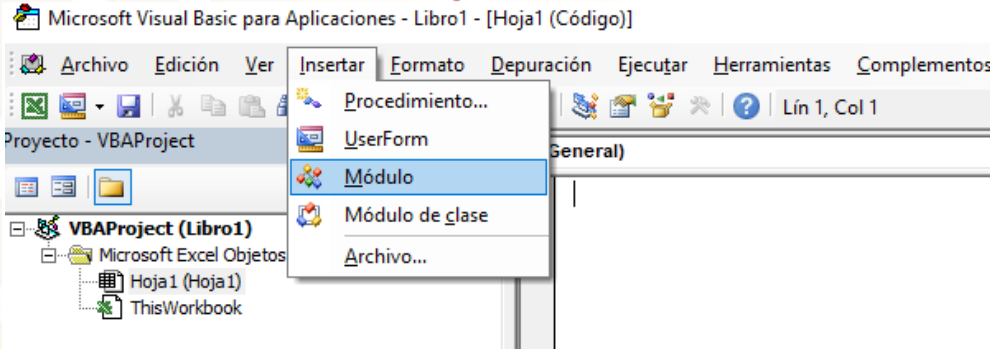 Microsoft Visual Basic para Aplicaciones - Libro1 - [Hoja1 (Código)]
Archivo Edición Ver Insertar Formato Depuración Ejecutar Herramientas Complementos
Lín 1, Col 1
Procedimiento...
UserForm
Módulo
Módulo de clase
Archivo...
Proyecto - VBAProject
General)
VBAProject (Libro1)
Microsoft Excel Objetos
Hoja1 (Hoja1)
ThisWorkbook